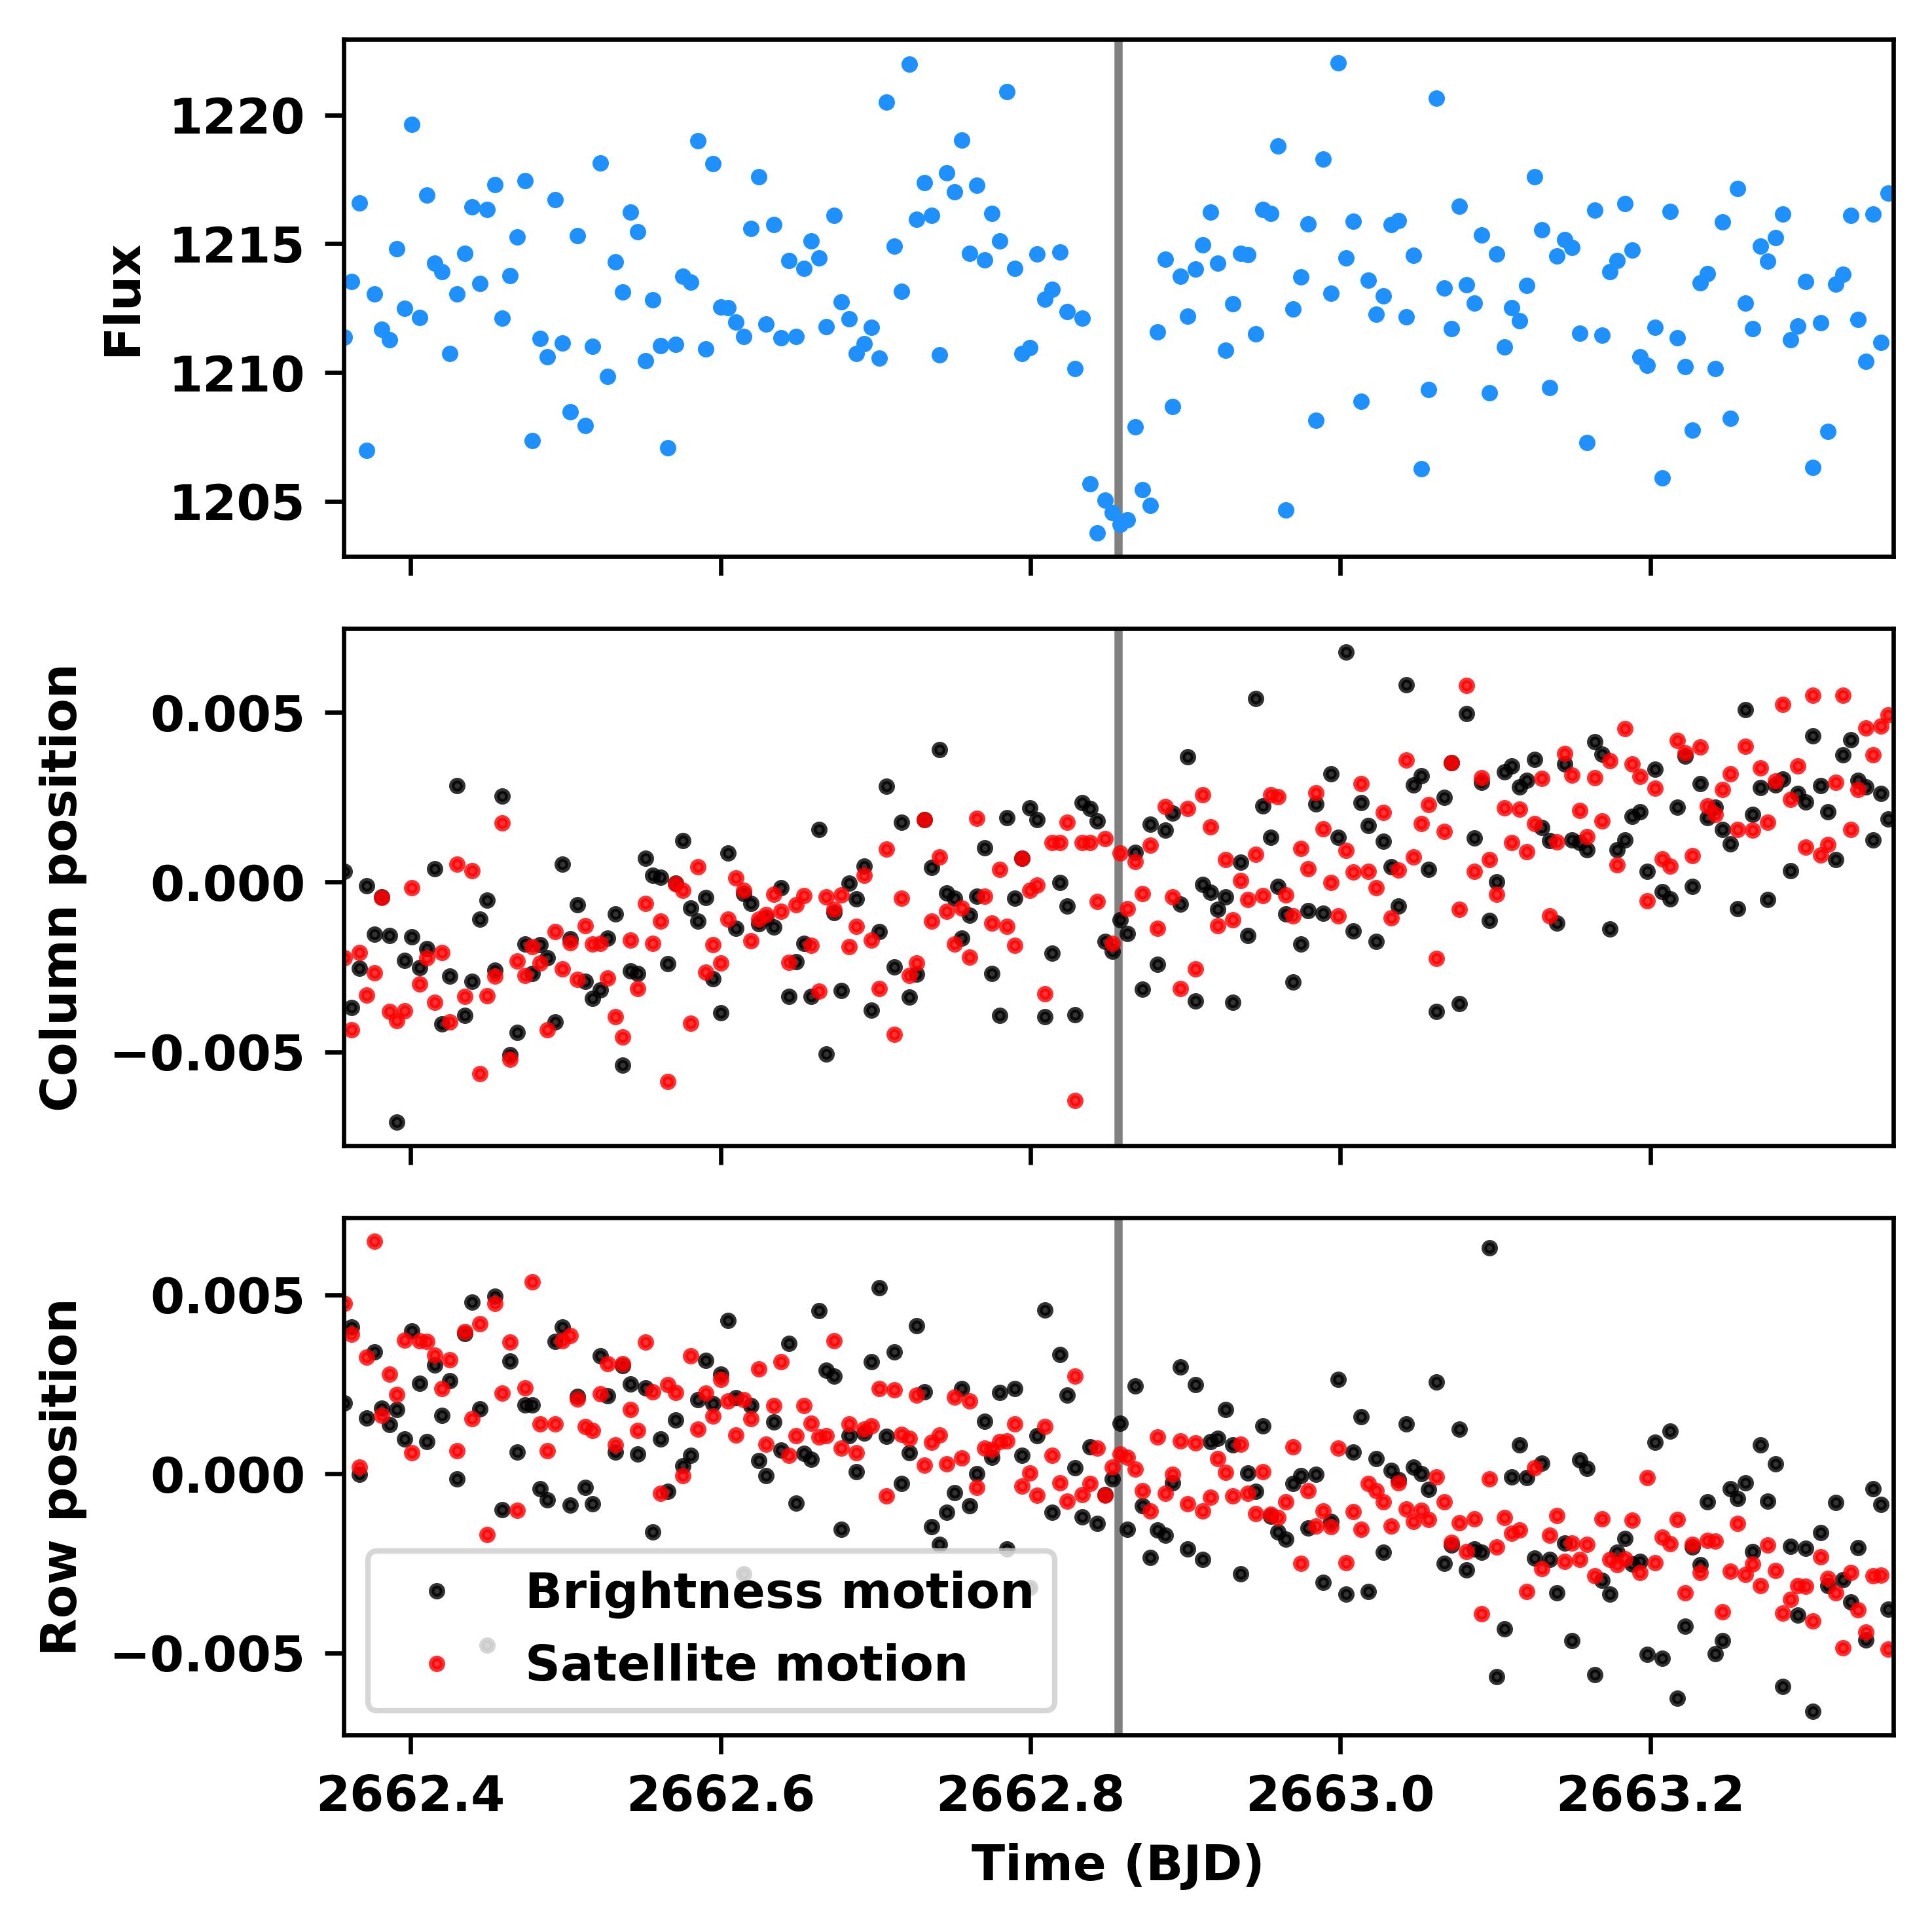 Flux
1220
1215
1210
1205
Column position
0.005
0.000
−0.005
Row position
0.005
0.000
−0.005
Brightness motion
Satellite motion
2662.4 2662.6 2662.8 2663.0 2663.2
Time (BJD)